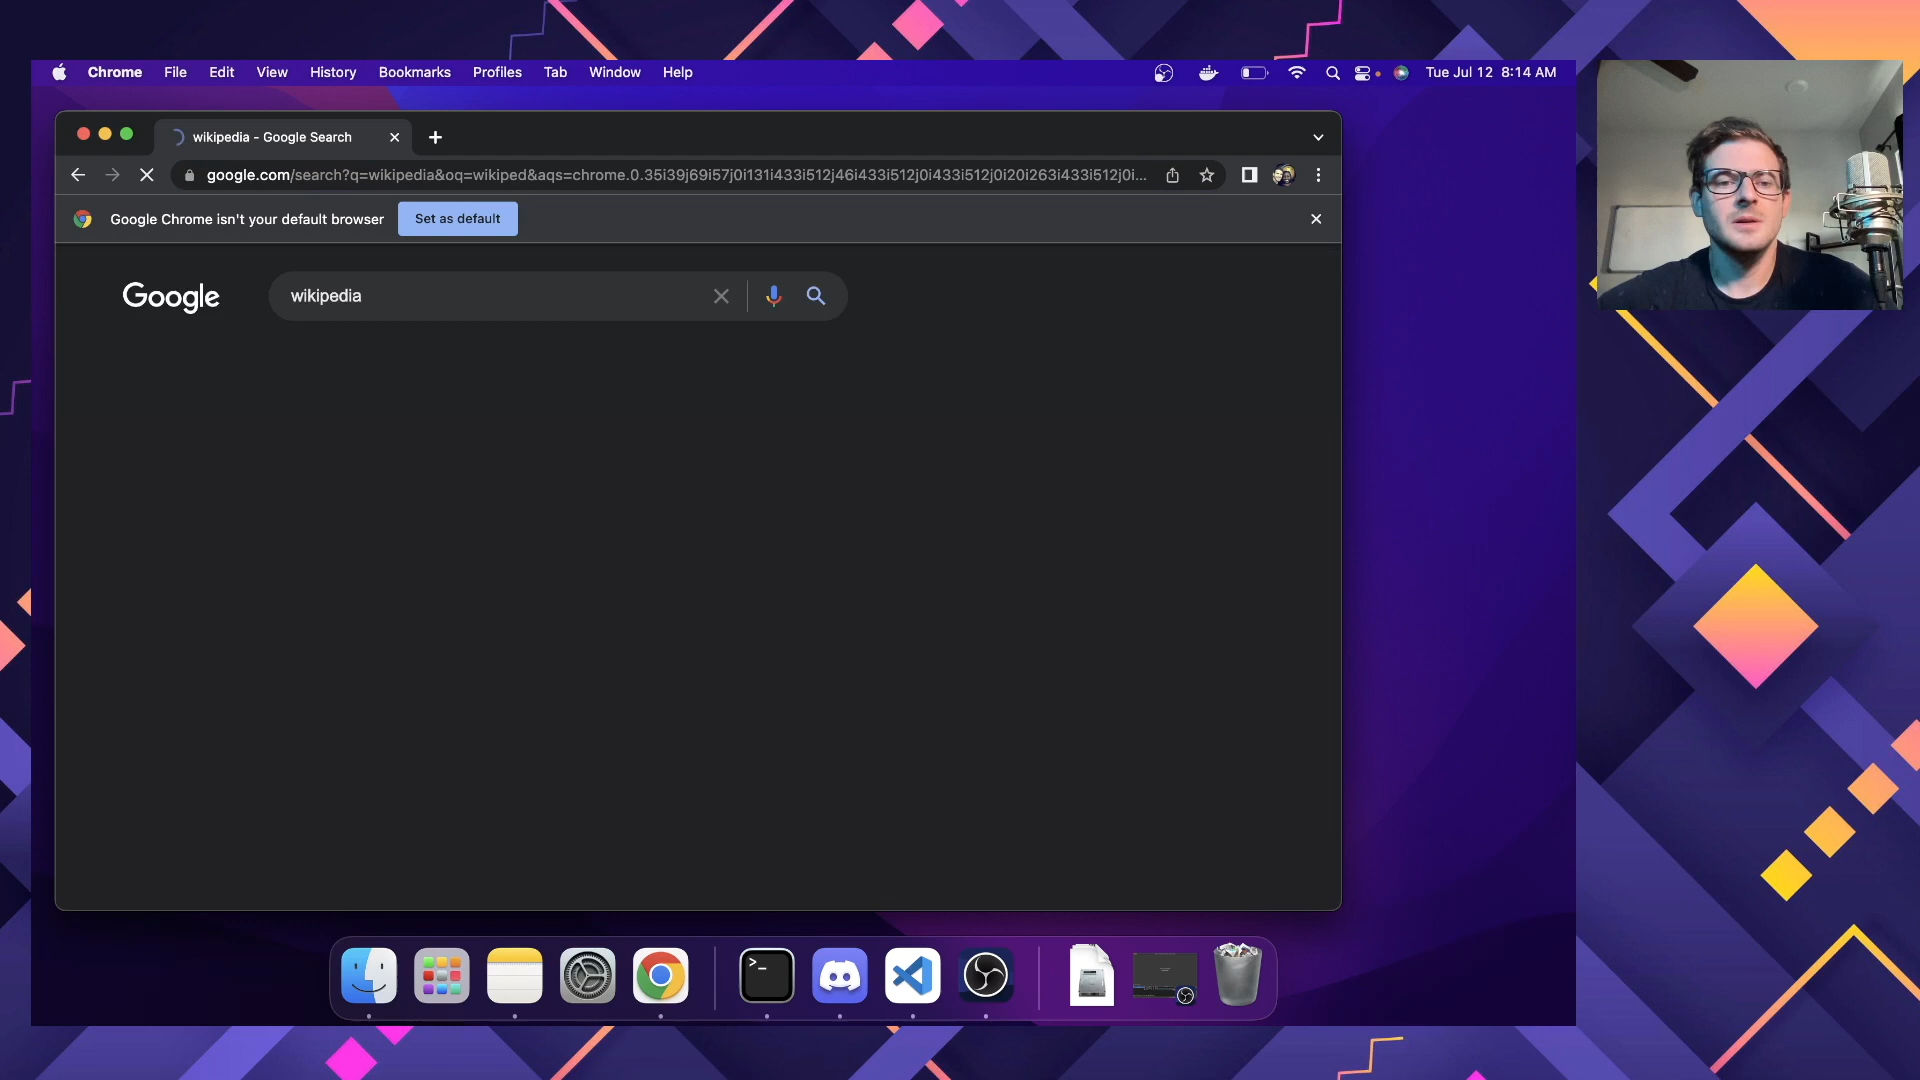 Chrome File Edit View History Bookmarks Profiles Tab Window Help Tue Jul 12 8:14 AM
wikipedia - Google Search
google.com/search?q=wikipedia&oq=wikiped&aqs=chrome.0.35i39j69i57j0i131i433i512j46i433i512j0i433i512j0i20i263i433i512j0i...
Google Chrome isn't your default browser Set as default
Google wikipedia